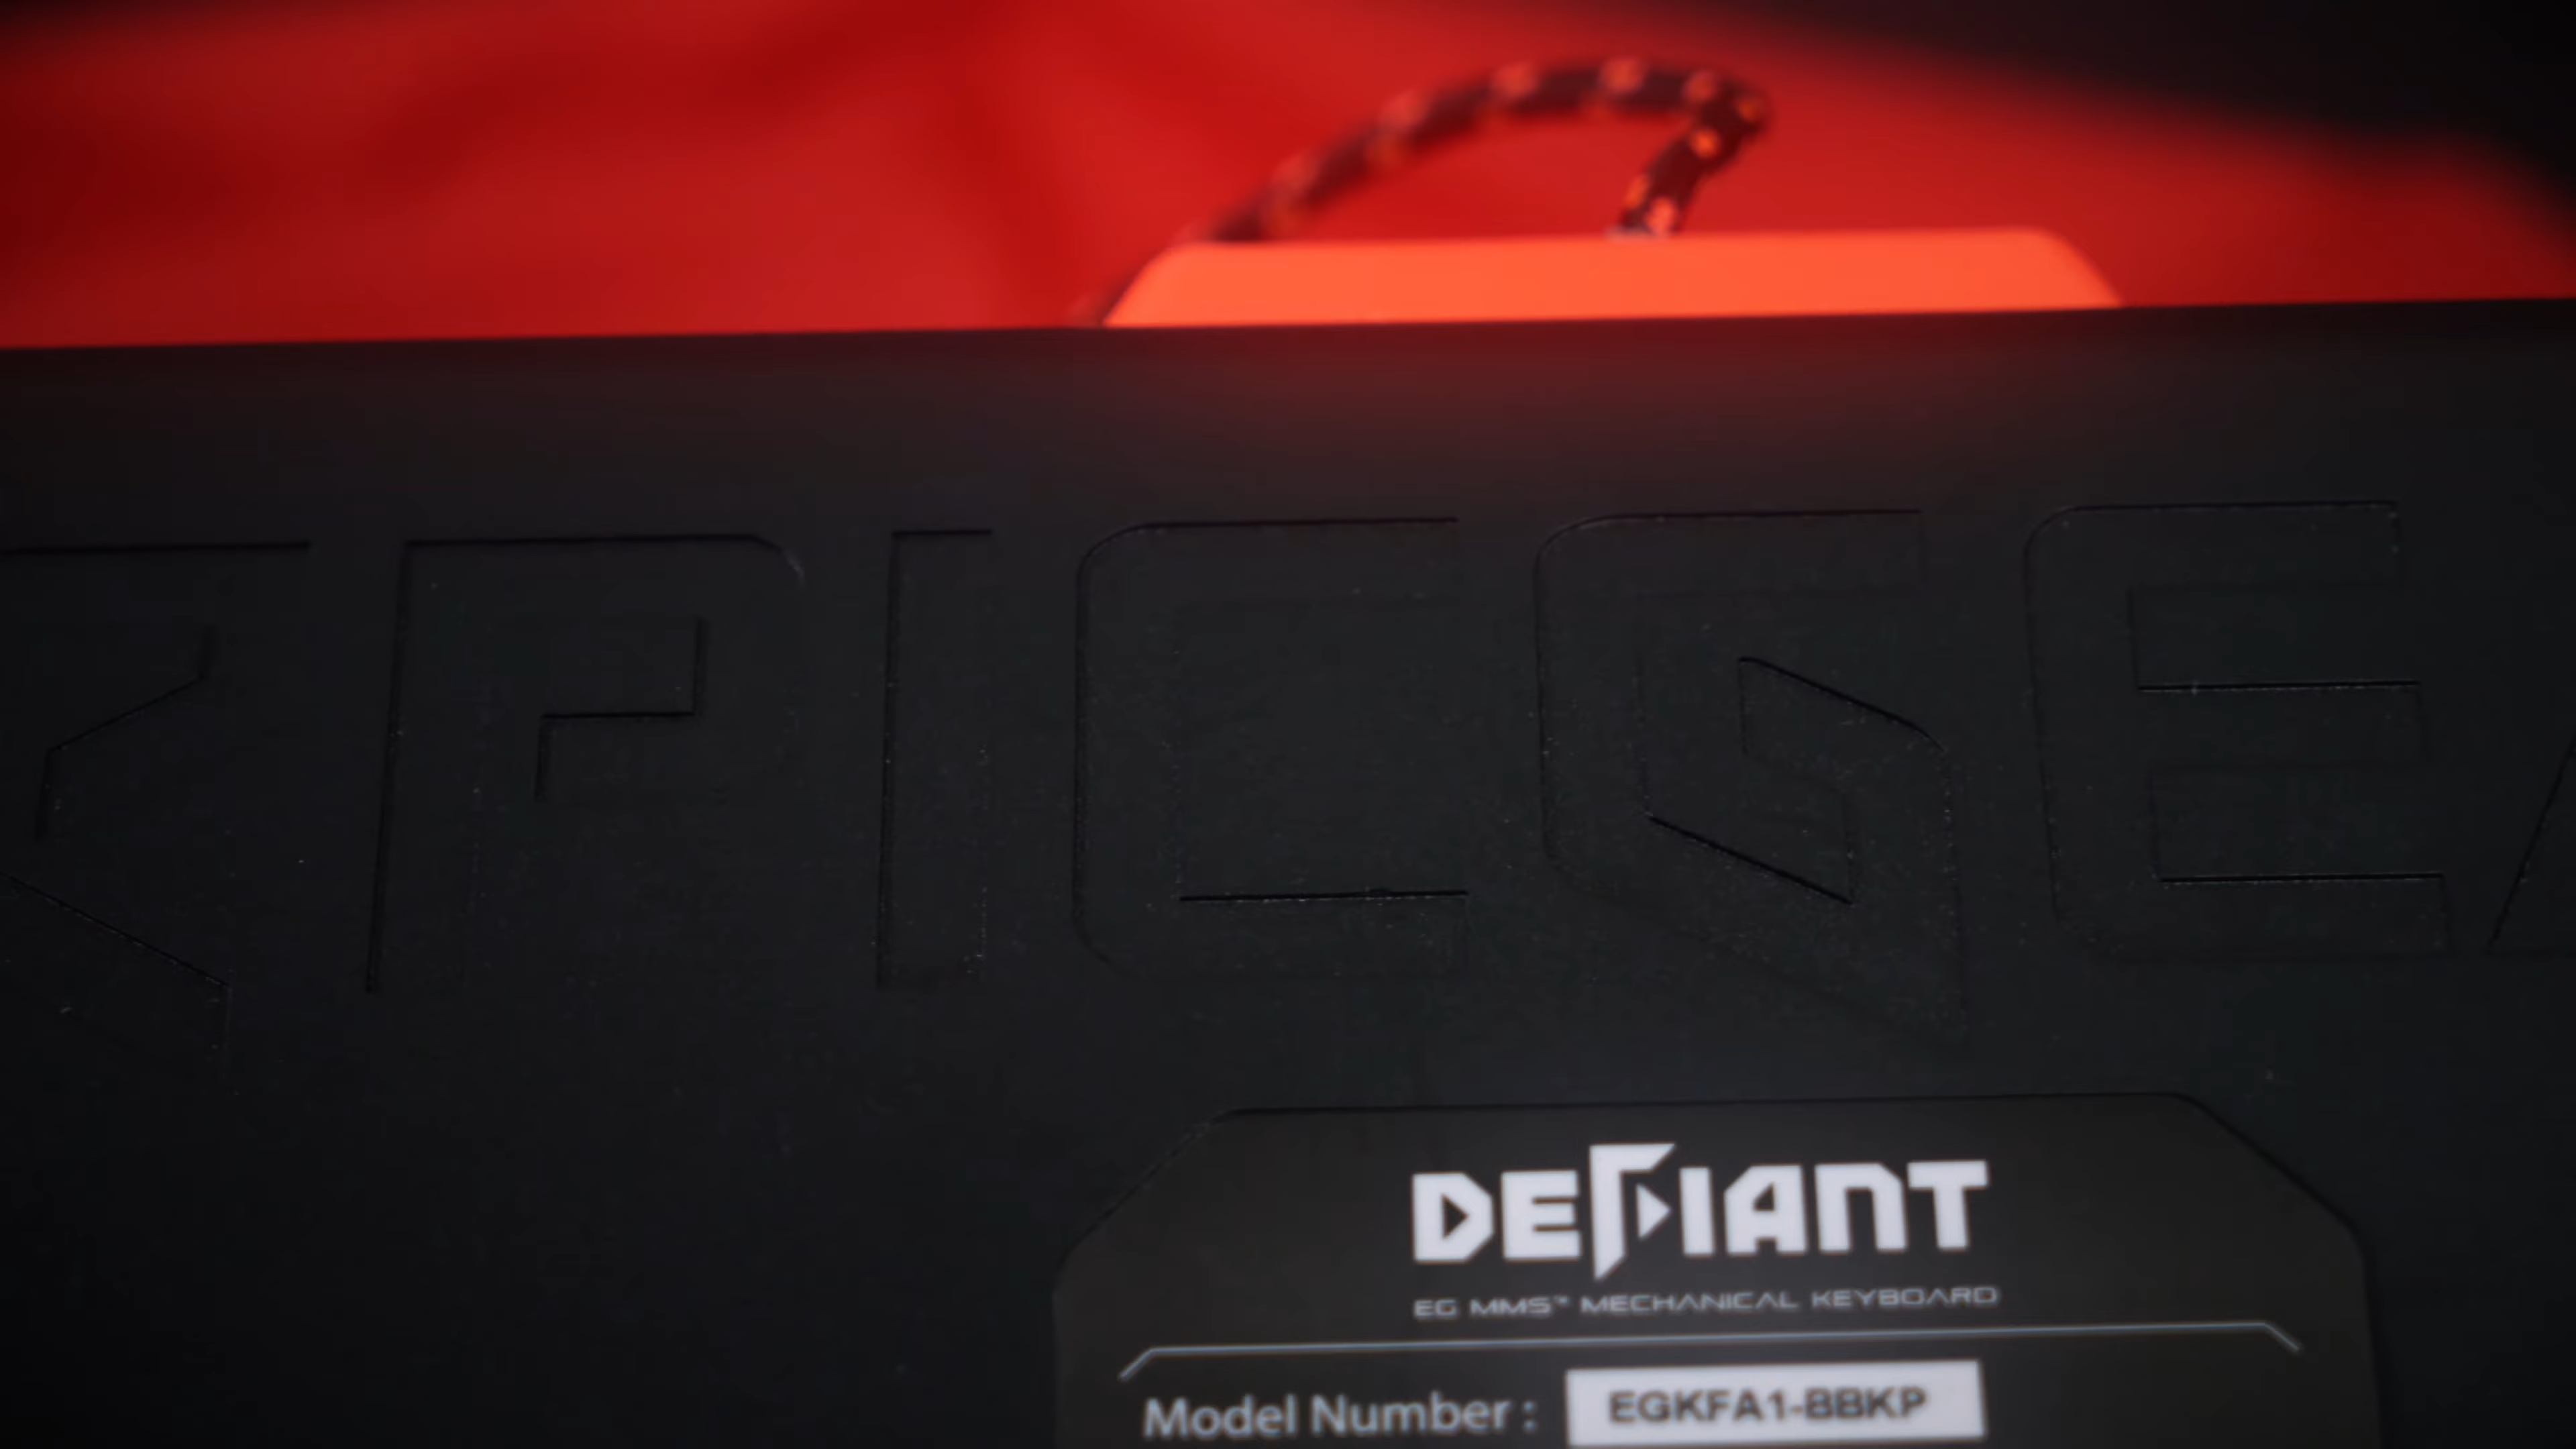 EPICGEA
DEFIANT
EG MMS™ MECHANICAL KEYBOARD
Model Number : EGKFA1-BBKP